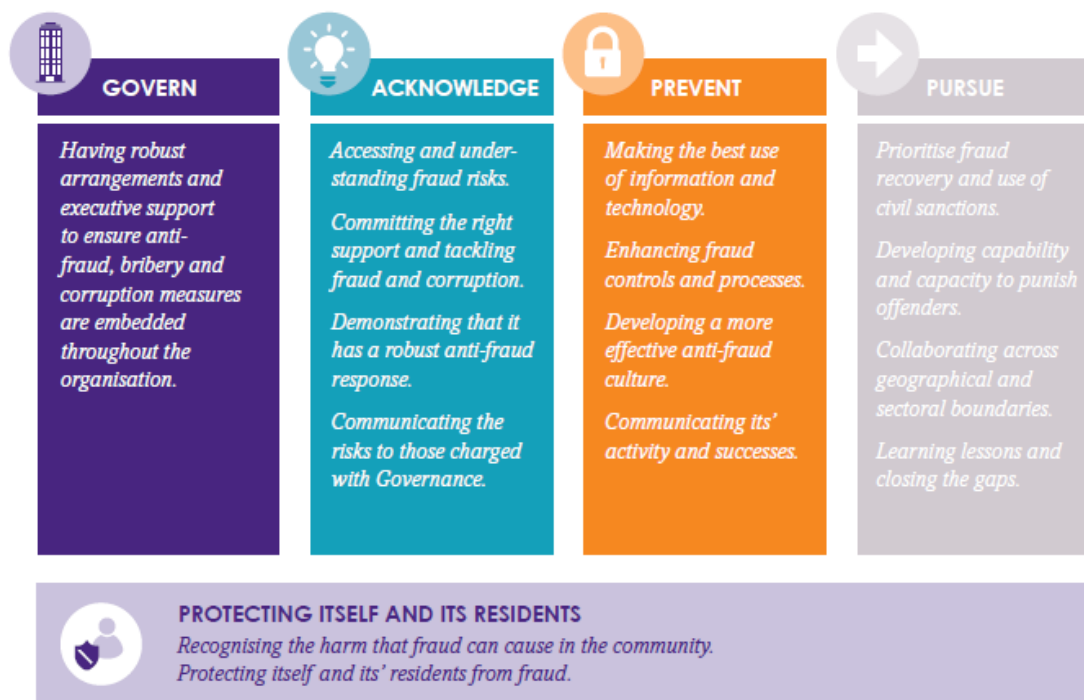 GOVERN
Having robust
arrangements and
executive support
to ensure anti-
fraud, bribery and
corruption measures
are embedded
throughout the
organisation.
ACKNOWLEDGE
Accessing and under-
standing fraud risks.
Committing the right
support and tackling
fraud and corruption.
Demonstrating that it
has a robust anti-fraud
response.
Communicating the
risks to those charged
with Governance.
PREVENT
Making the best use
of information and
technology.
Enhancing fraud
controls and processes.
Developing a more
effective anti-fraud
culture.
Communicating its’
activity and successes.
PURSUE
Prioritise fraud
recovery and use of
civil sanctions.
Developing capability
and capacity to punish
offenders.
Collaborating across
geographical and
sectoral boundaries.
Learning lessons and
closing the gaps.
PROTECTING ITSELF AND ITS RESIDENTS
Recognising the harm that fraud can cause in the community.
Protecting itself and its’ residents from fraud.